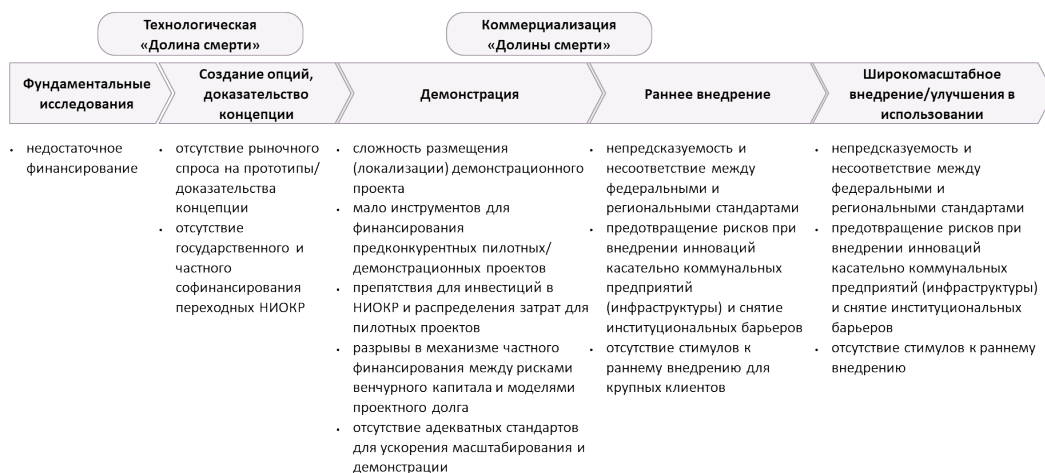 Технологическая
«Долина смерти»
Коммерциализация
«Долины смерти»
Фундаментальные
исследования
Создание опций,
доказательство
концепции
Демонстрация
Раннее внедрение
Широкомасштабное
внедрение/улучшения в
использовании
• недостаточное
финансирование
• отсутствие рыночного
спроса на прототипы/
доказательства
концепции
• отсутствие
государственного и
частного
софинансирования
переходных НИОКР
• сложность размещения
(локализации) демонстрационного
проекта
• мало инструментов для
финансирования
предконкурентных пилотных/
демонстрационных проектов
• препятствия для инвестиций в
НИОКР и распределения затрат для
пилотных проектов
• разрывы в механизме частного
финансирования между рисками
венчурного капитала и моделями
проектного долга
• отсутствие адекватных стандартов
для ускорения масштабирования и
демонстрации
• непредсказуемость и
несоответствие между
федеральными и
региональными стандартами
• предотвращение рисков при
внедрении инноваций
касательно коммунальных
предприятий
(инфраструктуры) и снятие
институциональных барьеров
• отсутствие стимулов к
раннему внедрению для
крупных клиентов
• непредсказуемость и
несоответствие между
федеральными и
региональными стандартами
• предотвращение рисков при
внедрении инноваций
касательно коммунальных
предприятий (инфраструктуры)
и снятие институциональных
барьеров
• отсутствие стимулов к раннему
внедрению